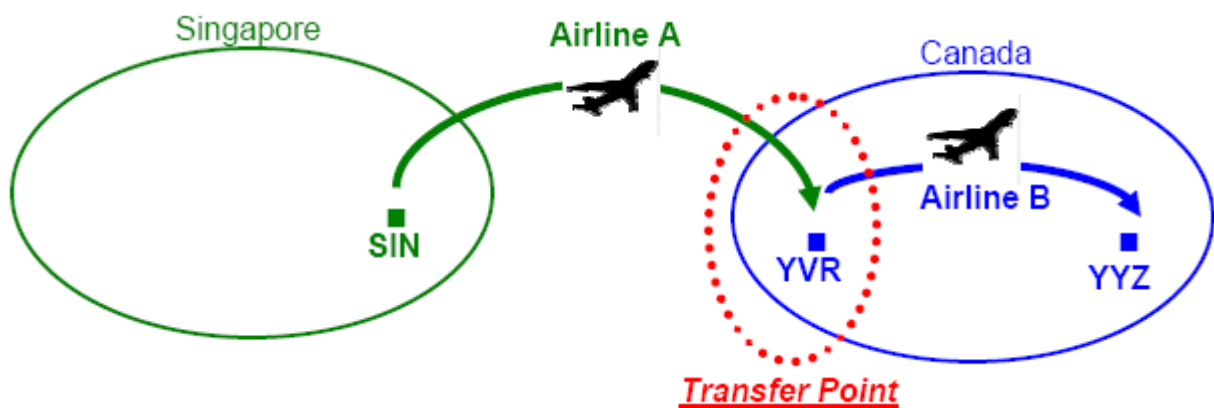 Singapore
Airline A
Canada
Airline B
SIN
YVR
YYZ
Transfer Point